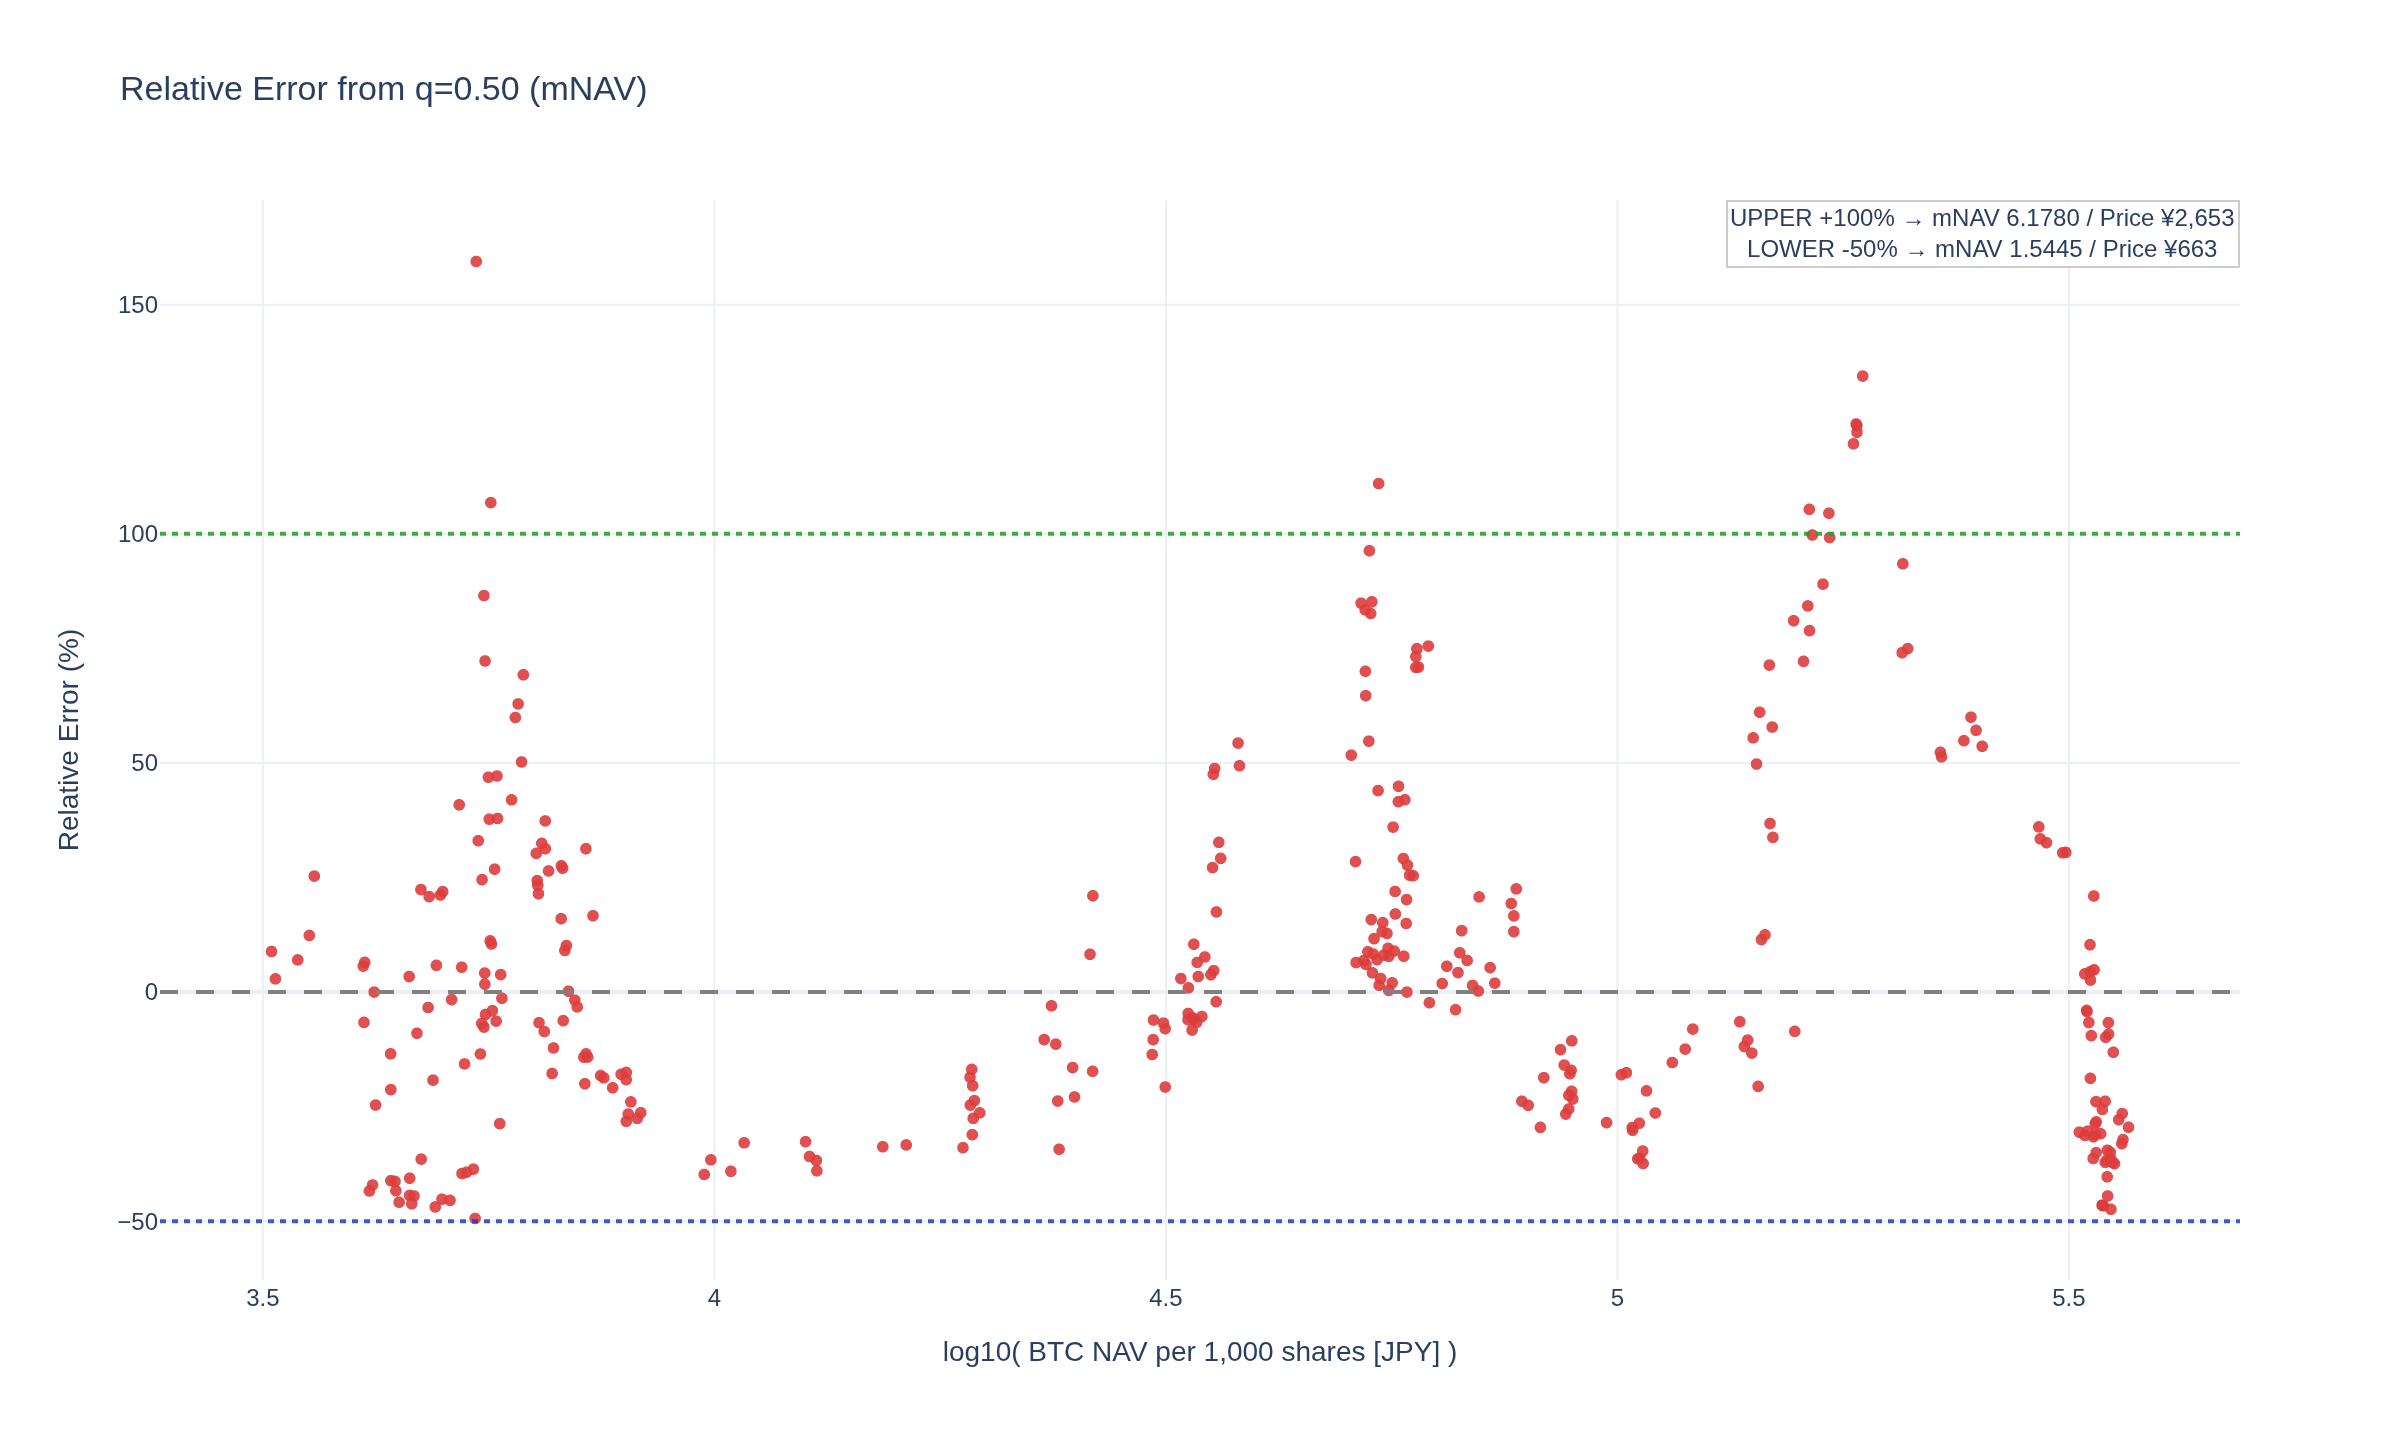 Relative Error from q=0.50 (mNAV)
UPPER +100% → mNAV 6.1780 / Price ¥2,653
LOWER -50% → mNAV 1.5445 / Price ¥663
150
100
50
0
−50
Relative Error (%)
3.5 4 4.5 5 5.5
log10( BTC NAV per 1,000 shares [JPY] )